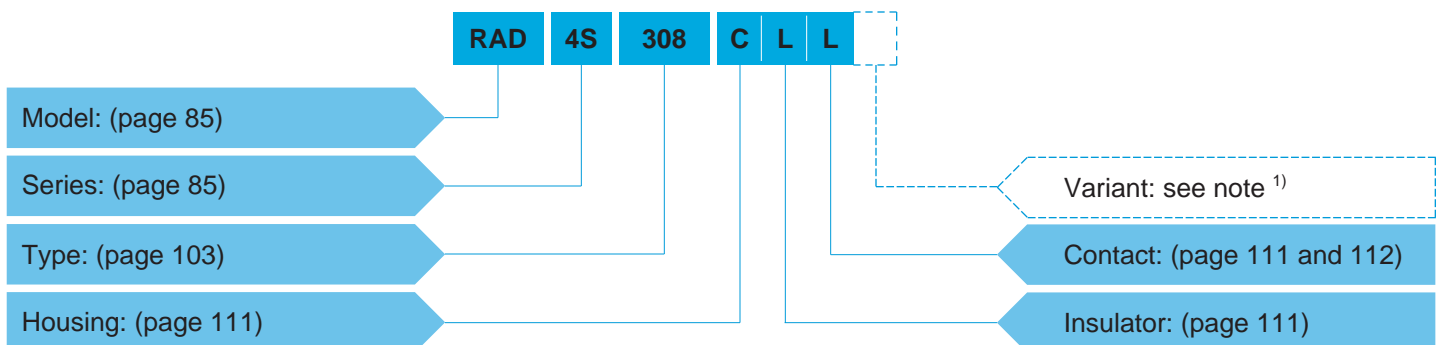 RAD 4S 308 C L L
Model: (page 85)
Series: (page 85)
Type: (page 103)
Housing: (page 111)
Variant: see note 1)
Contact: (page 111 and 112)
Insulator: (page 111)